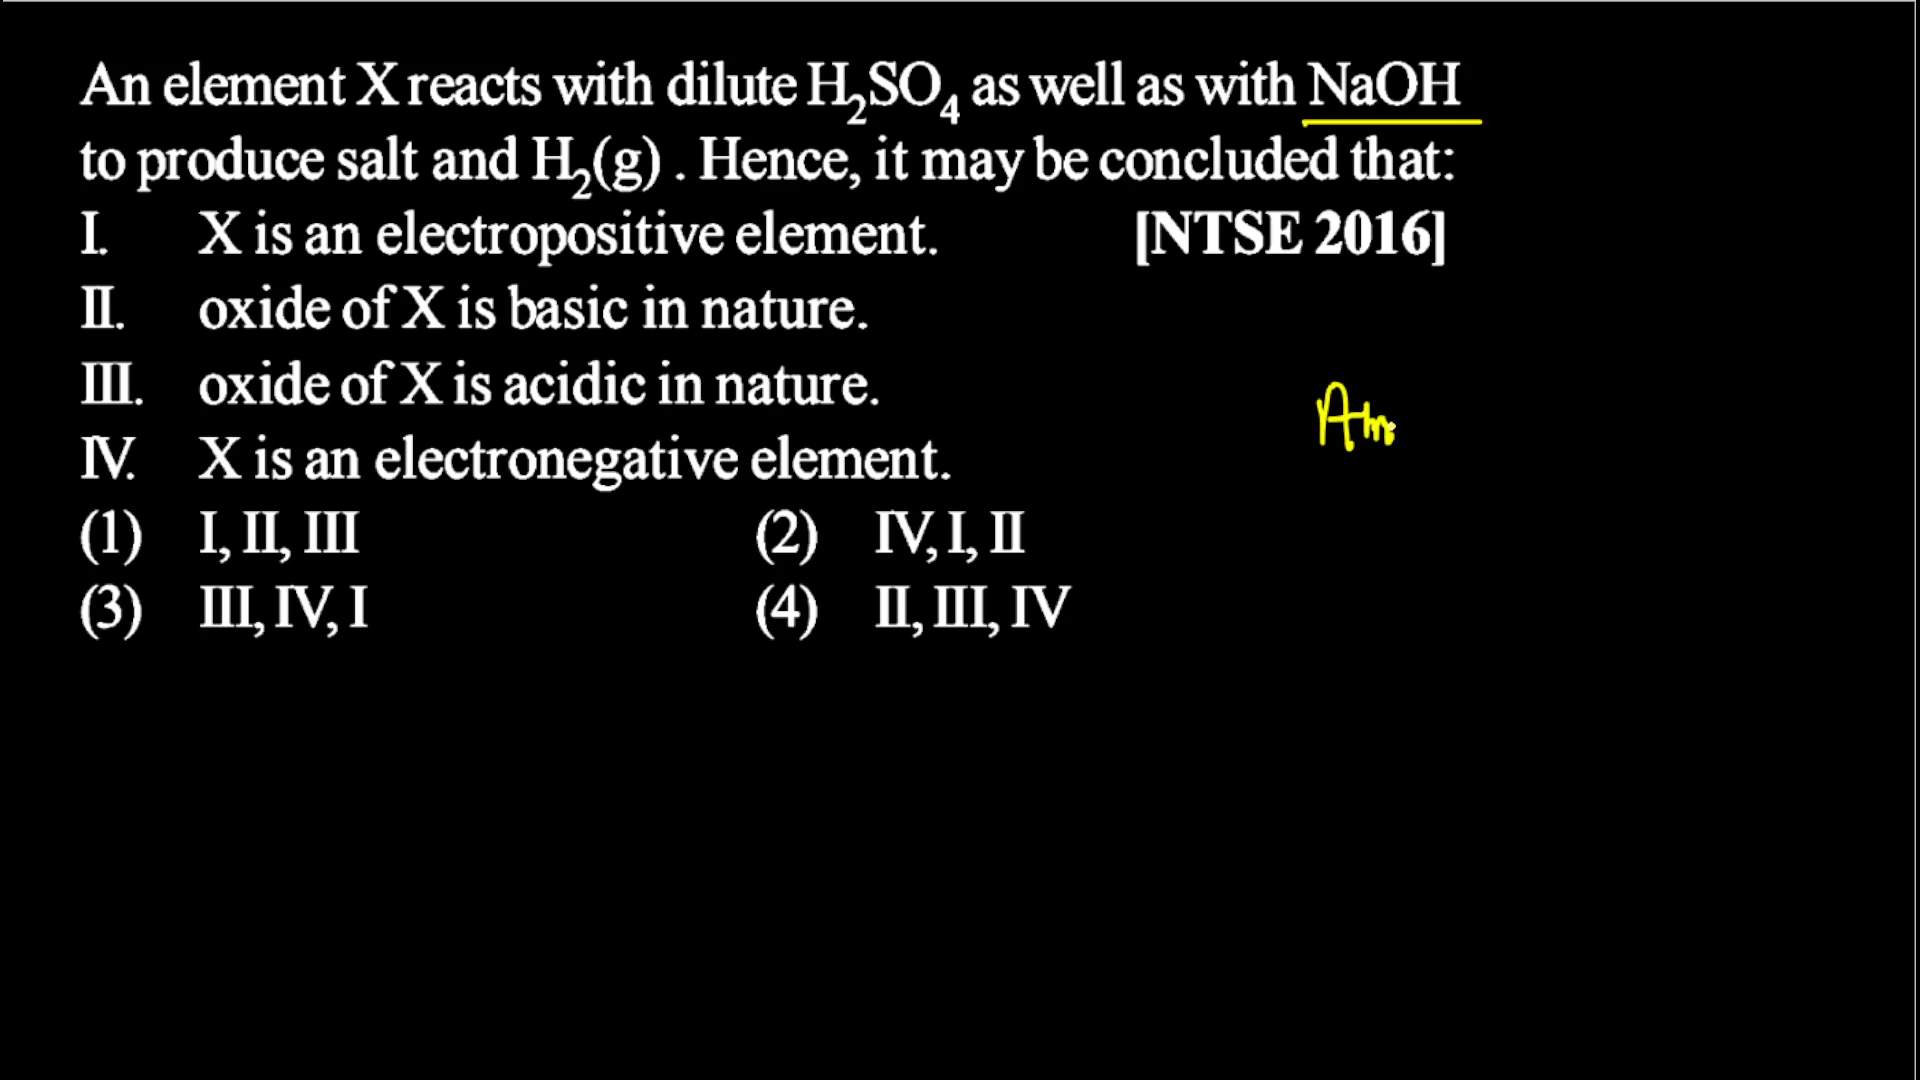 An element X reacts with dilute H₂SO₄ as well as with NaOH
to produce salt and H₂(g) . Hence, it may be concluded that:
I. X is an electropositive element. [NTSE 2016]
II. oxide of X is basic in nature.
III. oxide of X is acidic in nature.
IV. X is an electronegative element.
(1) I, II, III (2) IV, I, II
(3) III, IV, I (4) II, III, IV